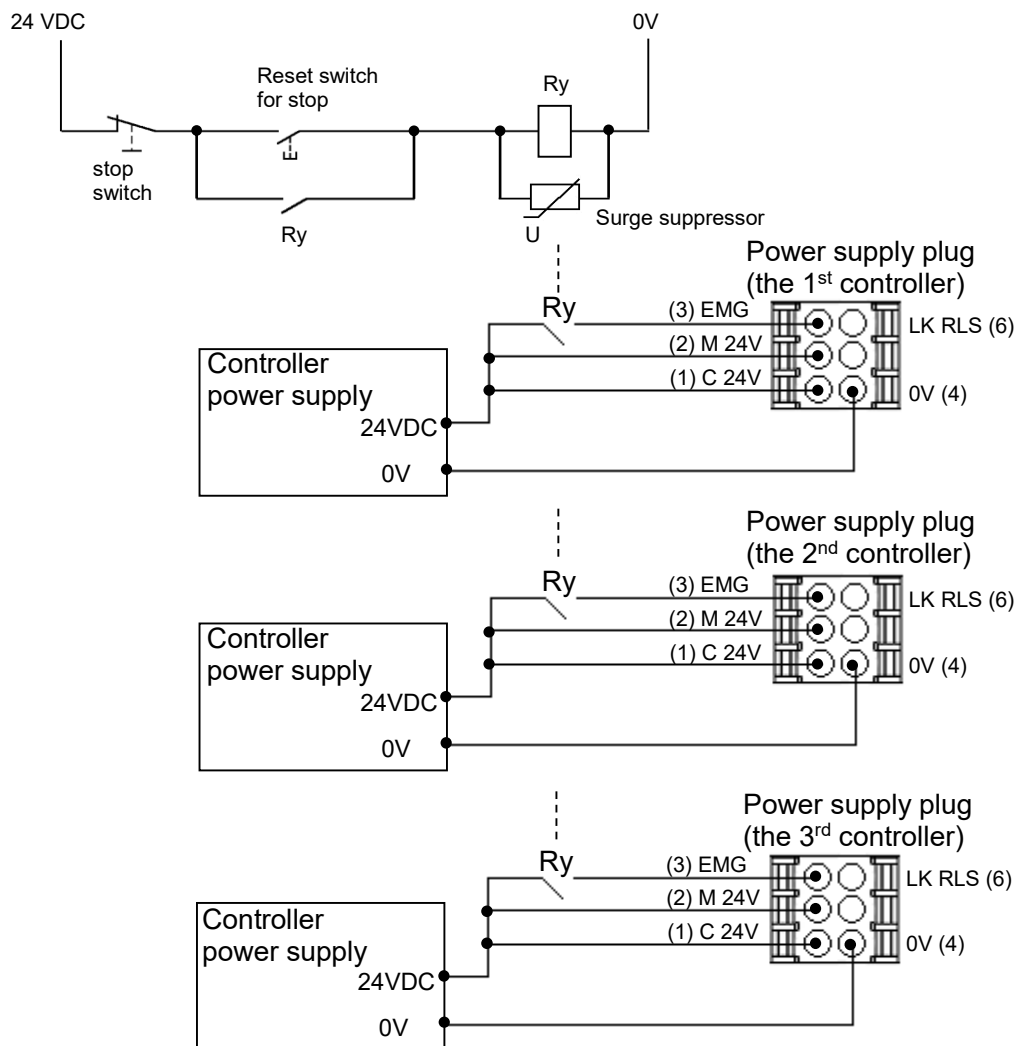 24 VDC
0V
Reset switch
for stop
Ry
stop
switch
Ry
U
Surge suppressor
Power supply plug
(the 1st controller)
Ry
(3) EMG
LK RLS (6)
(2) M 24V
(1) C 24V
0V (4)
Controller
power supply
24VDC
0V
Power supply plug
(the 2nd controller)
Ry
(3) EMG
LK RLS (6)
(2) M 24V
(1) C 24V
0V (4)
Controller
power supply
24VDC
0V
Power supply plug
(the 3rd controller)
Ry
(3) EMG
LK RLS (6)
(2) M 24V
(1) C 24V
0V (4)
Controller
power supply
24VDC
0V